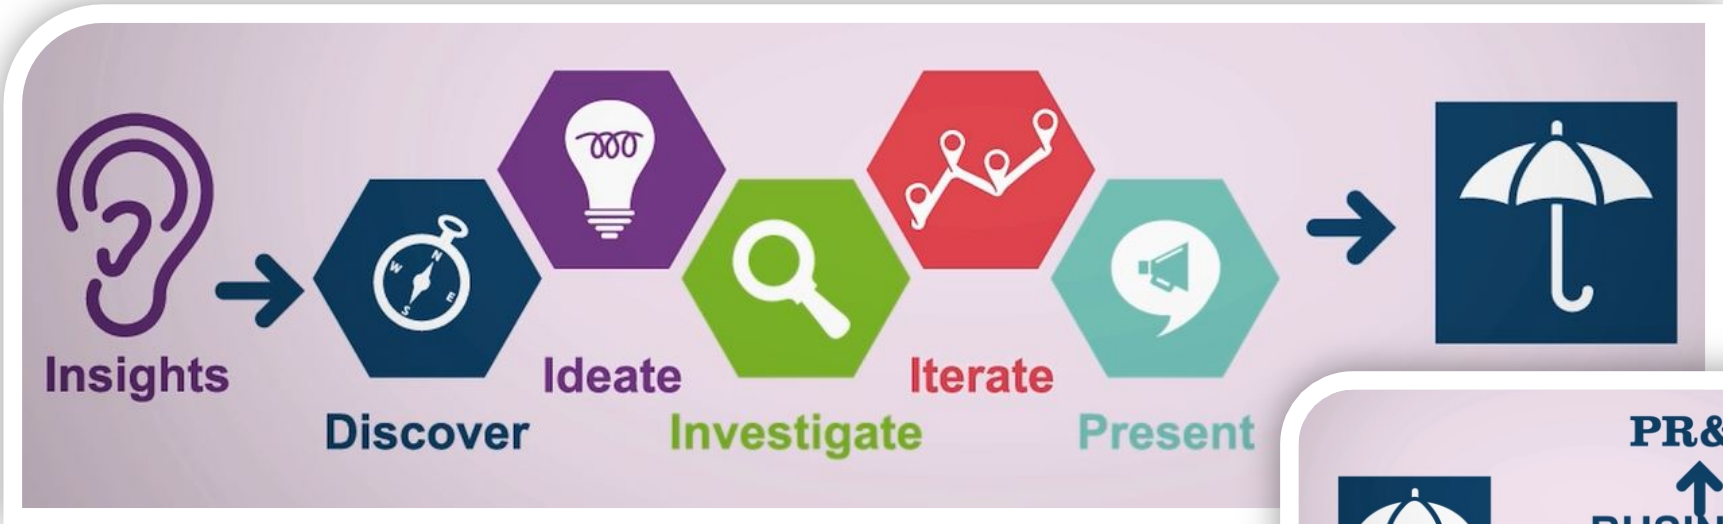 Insights
Discover
Ideate
Investigate
Iterate
Present
N
W
E
S
PR&